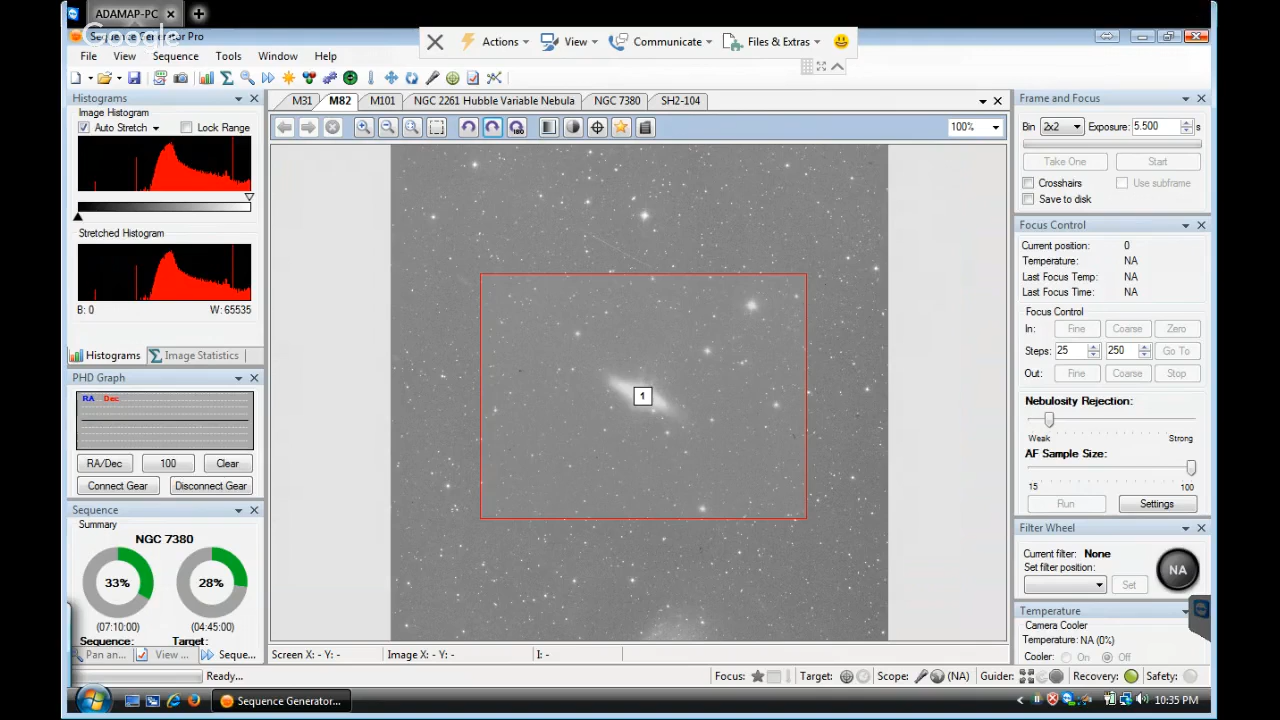 ADAMAP-PC
Google
Sequence Generator Pro
Actions View Communicate Files & Extras
File View Sequence Tools Window Help
Histograms
Image Histogram
Auto Stretch Lock Range
Stretched Histogram
B: 0 W: 65535
Histograms Image Statistics
PHD Graph
RA Dec
RA/Dec 100 Clear
Connect Gear Disconnect Gear
Sequence
Summary
NGC 7380
33% 28%
(07:10:00) (04:45:00)
Sequence: Target:
Pan an... View ... Seque...
M31 M82 M101 NGC 2261 Hubble Variable Nebula NGC 7380 SH2-104
100%
1
Screen X: - Y: - Image X: - Y: - I: -
Frame and Focus
Bin 2x2 Exposure: 5.500 s
Take One Start
Crosshairs Use subframe
Save to disk
Focus Control
Current position: 0
Temperature: NA
Last Focus Temp: NA
Last Focus Time: NA
Focus Control
In: Fine Coarse Zero
Steps: 25 250 Go To
Out: Fine Coarse Stop
Nebulosity Rejection:
Weak Strong
AF Sample Size:
15 100
Run Settings
Filter Wheel
Current filter: None
Set filter position:
Set
NA
Temperature
Camera Cooler
Temperature: NA (0%)
Cooler: On Off
Ready... Focus: Target: Scope: (NA) Guider: Recovery: Safety:
Sequence Generator... 10:35 PM